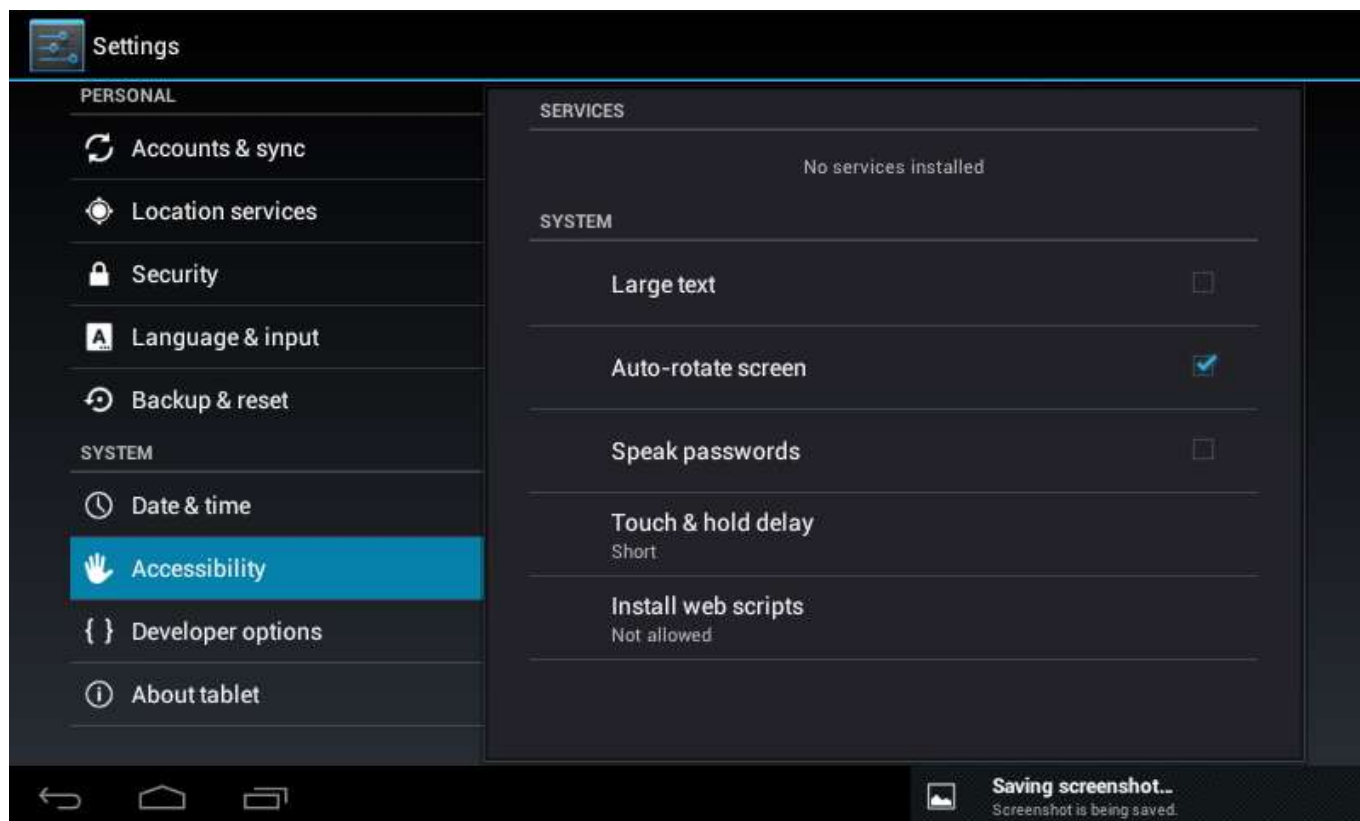 Settings
PERSONAL
Accounts & sync
Location services
Security
Language & input
Backup & reset
SYSTEM
Date & time
Accessibility
{ } Developer options
About tablet
SERVICES
No services installed
SYSTEM
Large text
Auto-rotate screen
Speak passwords
Touch & hold delay
Short
Install web scripts
Not allowed
Saving screenshot...
Screenshot is being saved.